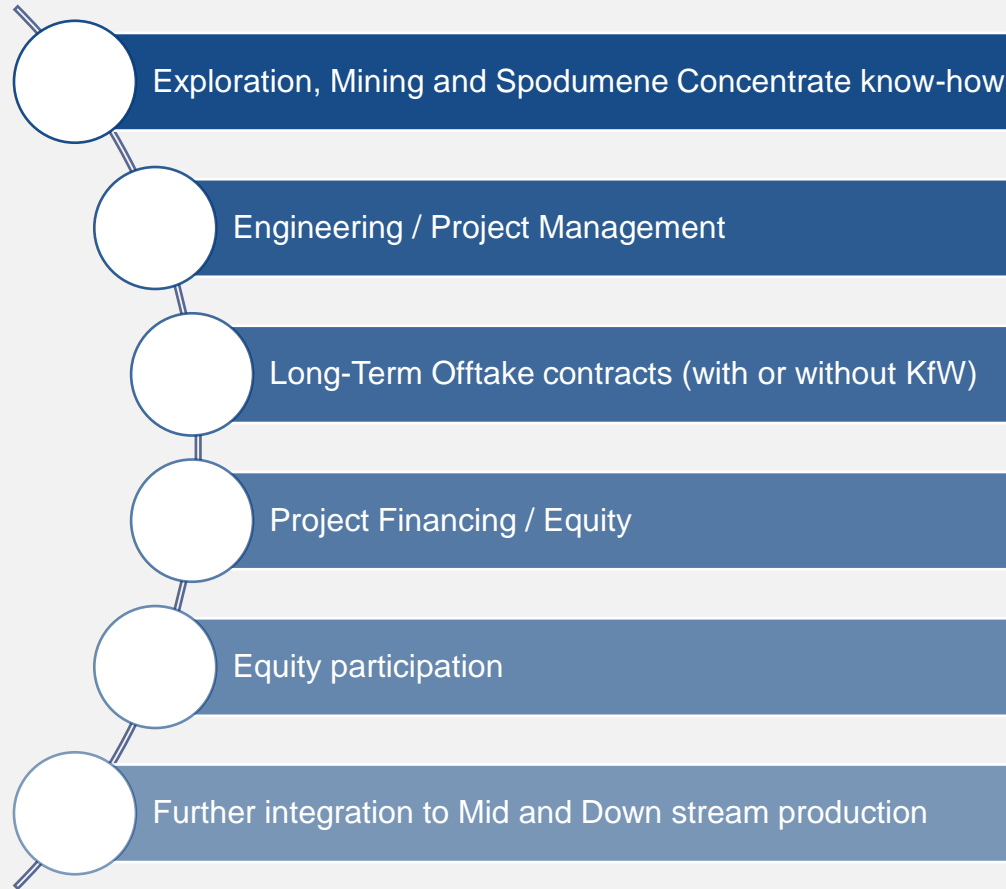 Exploration, Mining and Spodumene Concentrate know-how
Engineering / Project Management
Long-Term Offtake contracts (with or without KfW)
Project Financing / Equity
Equity participation
Further integration to Mid and Down stream production